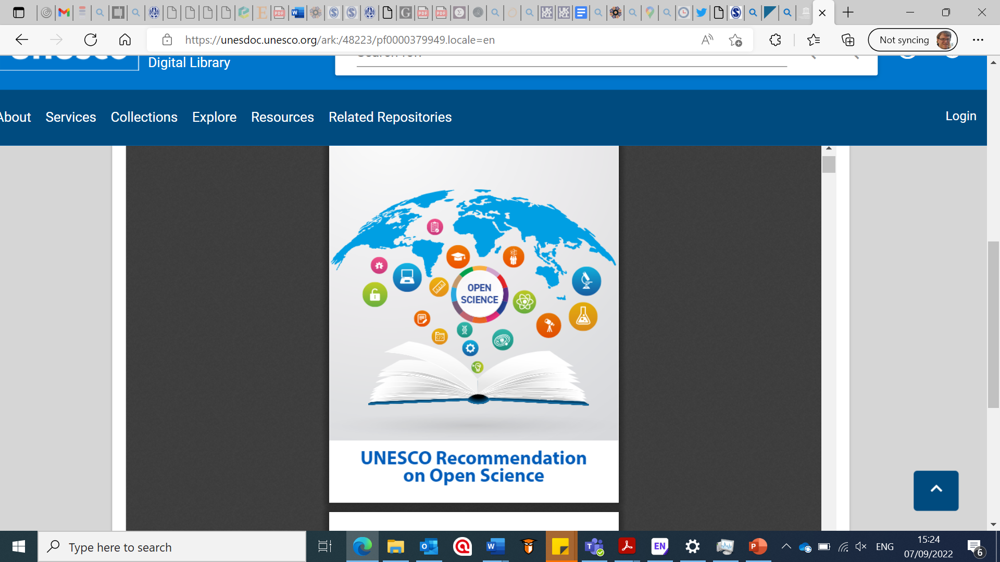 https://unesdoc.unesco.org/ark:/48223/pf0000379949.locale=en
Not syncing
Digital Library
About Services Collections Explore Resources Related Repositories
Login
OPEN
SCIENCE
UNESCO Recommendation
on Open Science
Type here to search
EN
ENG
15:24
07/09/2022
6